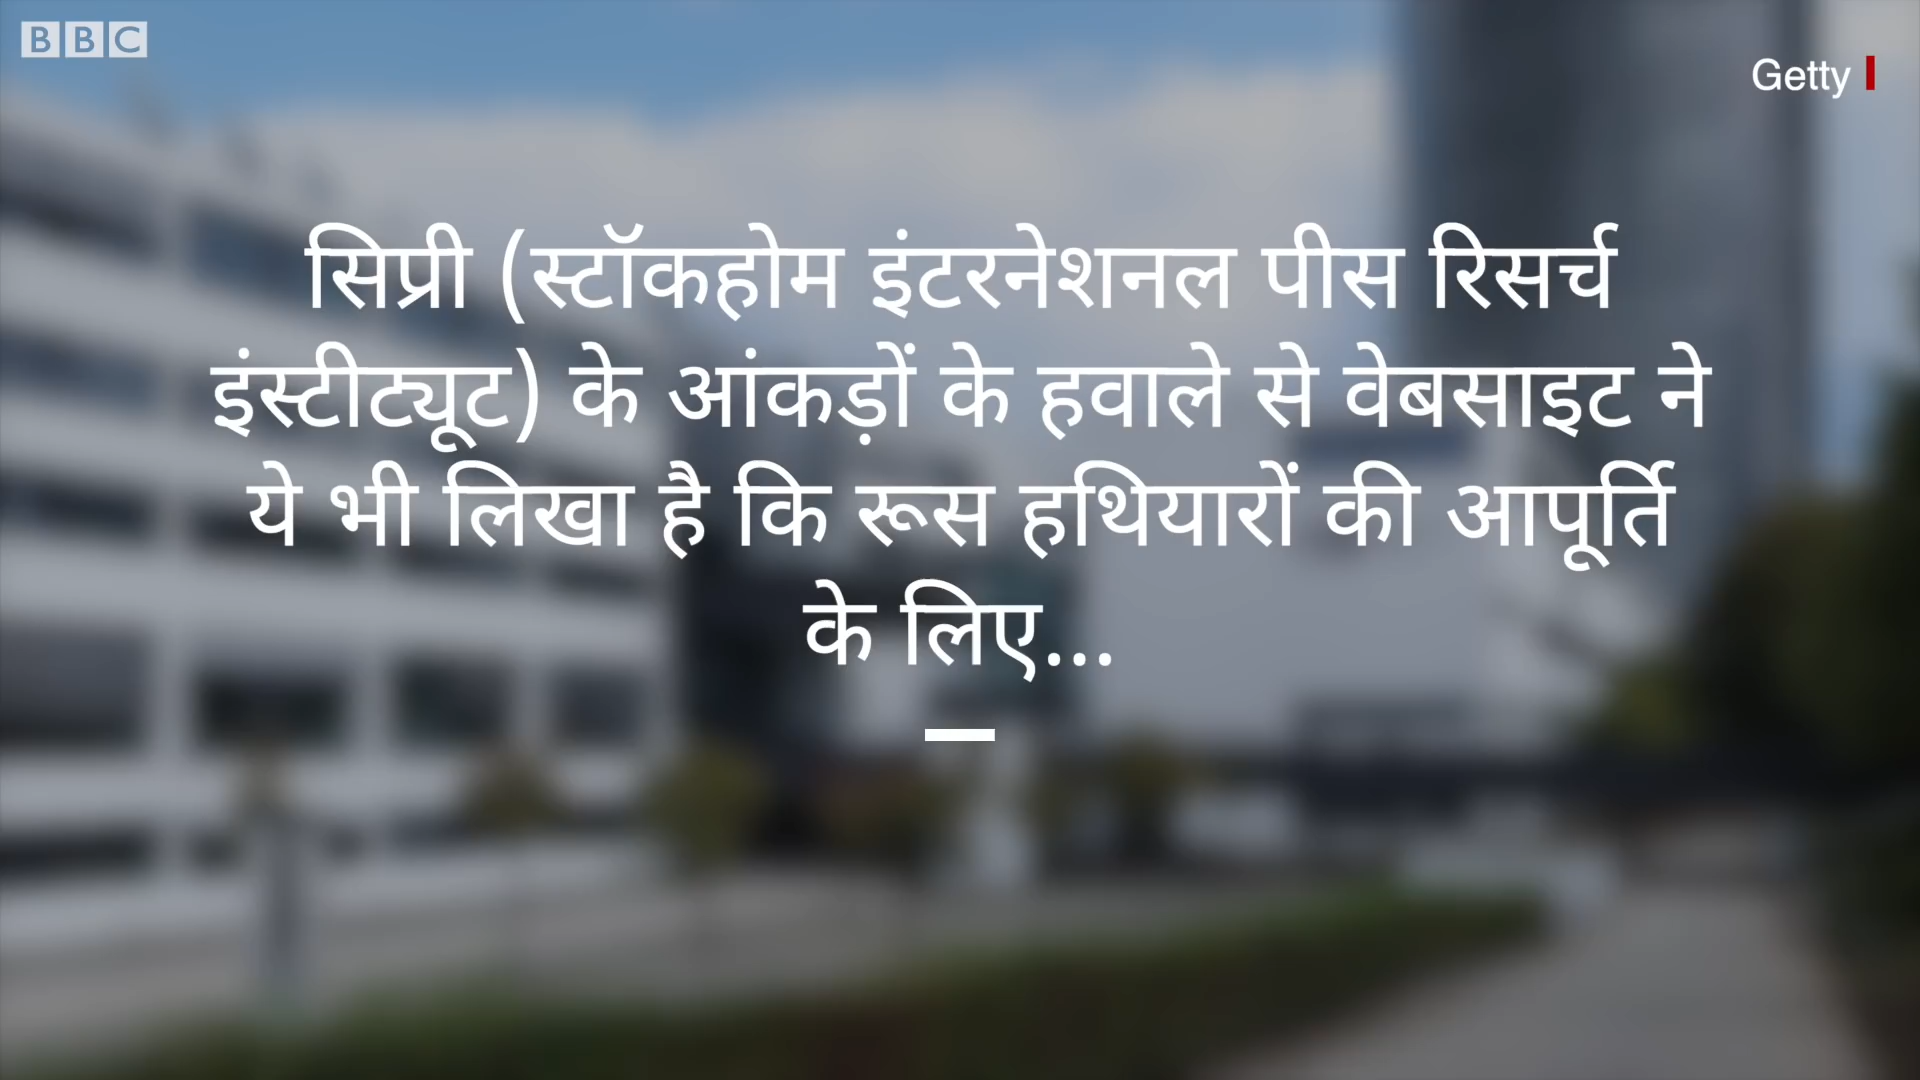 BBC
Getty
सिप्री (स्टॉकहोम इंटरनेशनल पीस रिसर्च
इंस्टीट्यूट) के आंकड़ों के हवाले से वेबसाइट ने
ये भी लिखा है कि रूस हथियारों की आपूर्ति
के लिए...